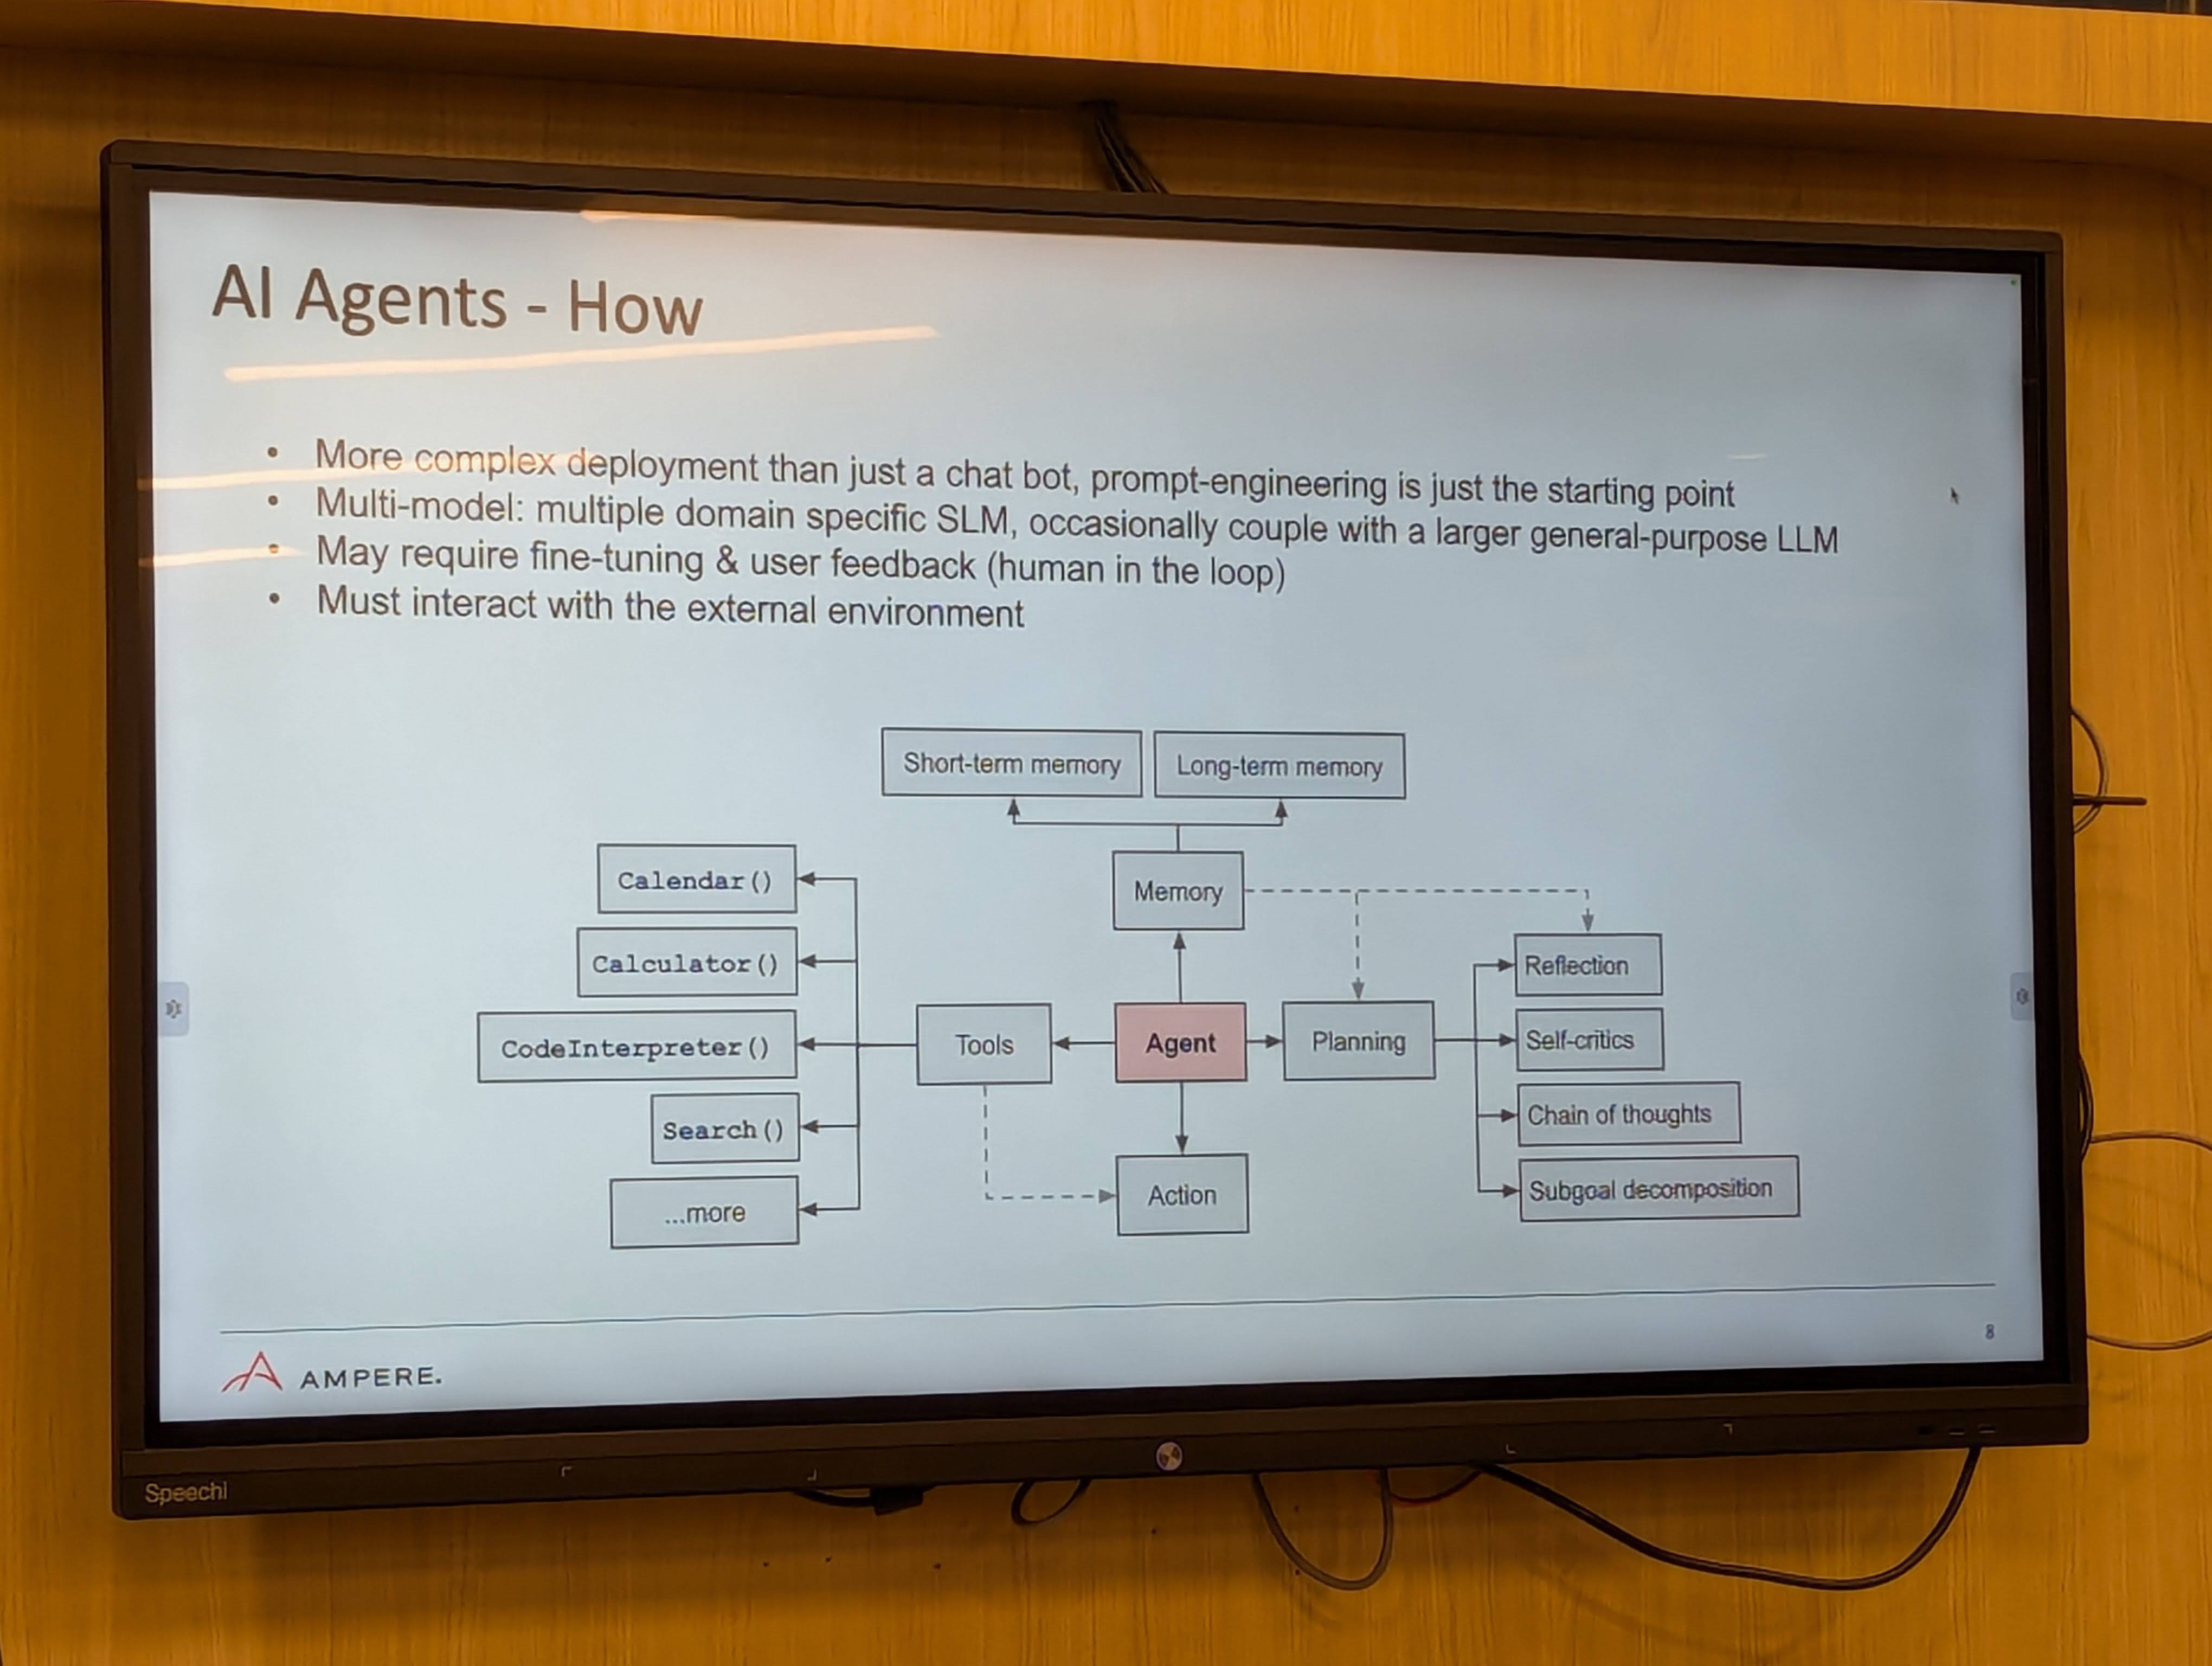 AI Agents - How
• More complex deployment than just a chat bot, prompt-engineering is just the starting point
• Multi-model: multiple domain specific SLM, occasionally couple with a larger general-purpose LLM
• May require fine-tuning & user feedback (human in the loop)
• Must interact with the external environment
Short-term memory
Long-term memory
Calendar()
Memory
Calculator()
Reflection
CodeInterpreter()
Tools
Agent
Planning
Self-critics
Search()
Chain of thoughts
...more
Action
Subgoal decomposition
8
AMPERE.
Speechi